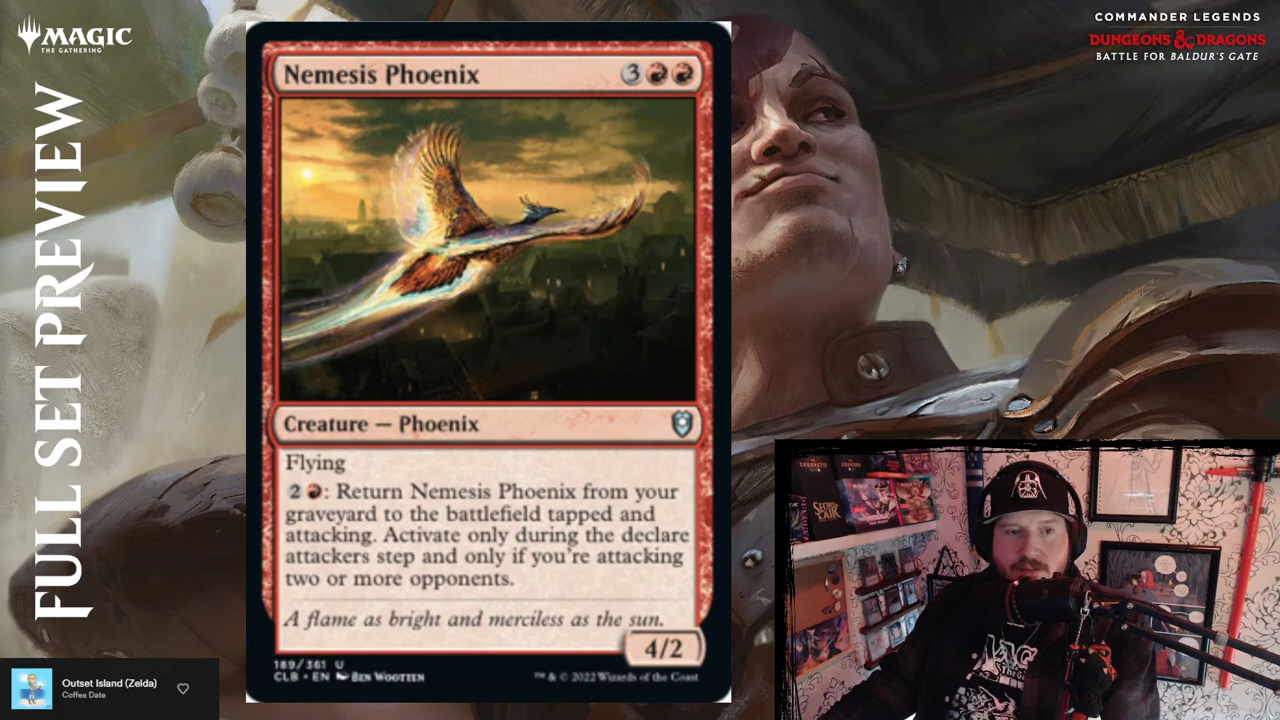 MAGIC
THE GATHERING
FULL SET PREVIEW
COMMANDER LEGENDS
DUNGEONS & DRAGONS
BATTLE FOR BALDUR'S GATE
Nemesis Phoenix 3
Creature — Phoenix
Flying
2 : Return Nemesis Phoenix from your
graveyard to the battlefield tapped and
attacking. Activate only during the declare
attackers step and only if you're attacking
two or more opponents.
A flame as bright and merciless as the sun.
4/2
189/361 U
CLB • EN BEN WOOTTEN
™ & © 2022 Wizards of the Coast
Outset Island (Zelda)
Coffee Date
SECRET
LAIR